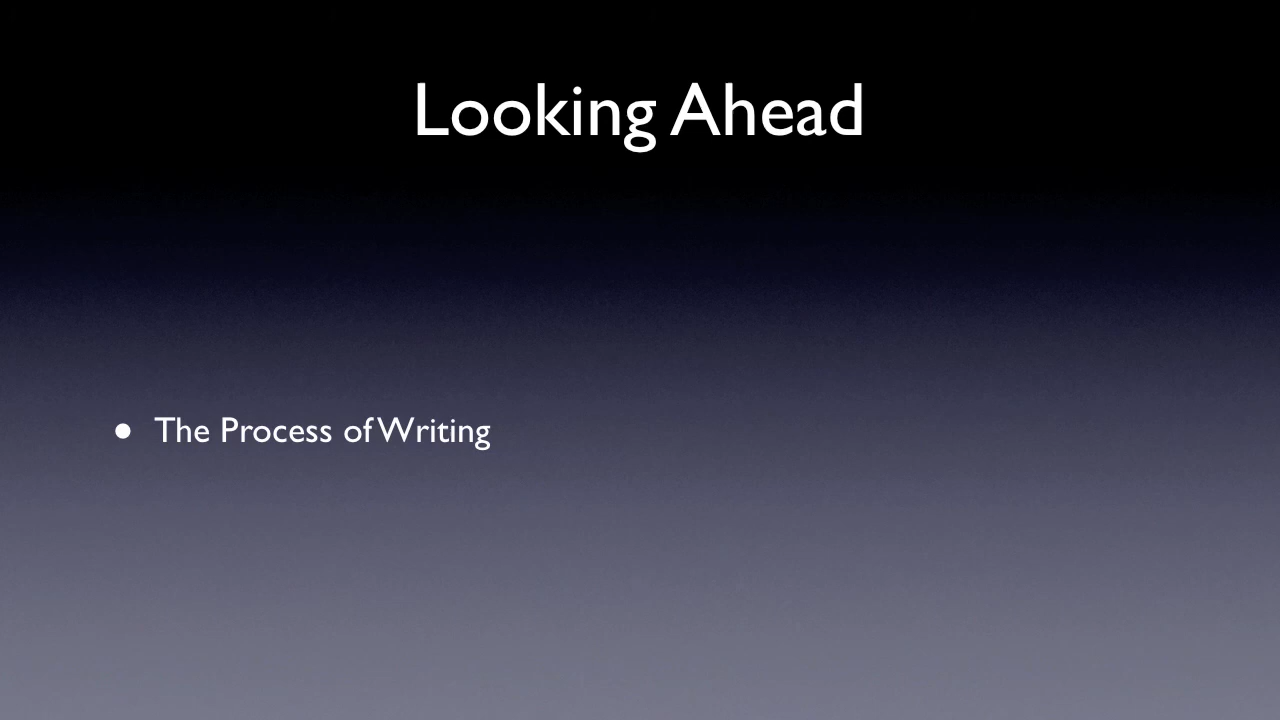 Looking Ahead
• The Process of Writing